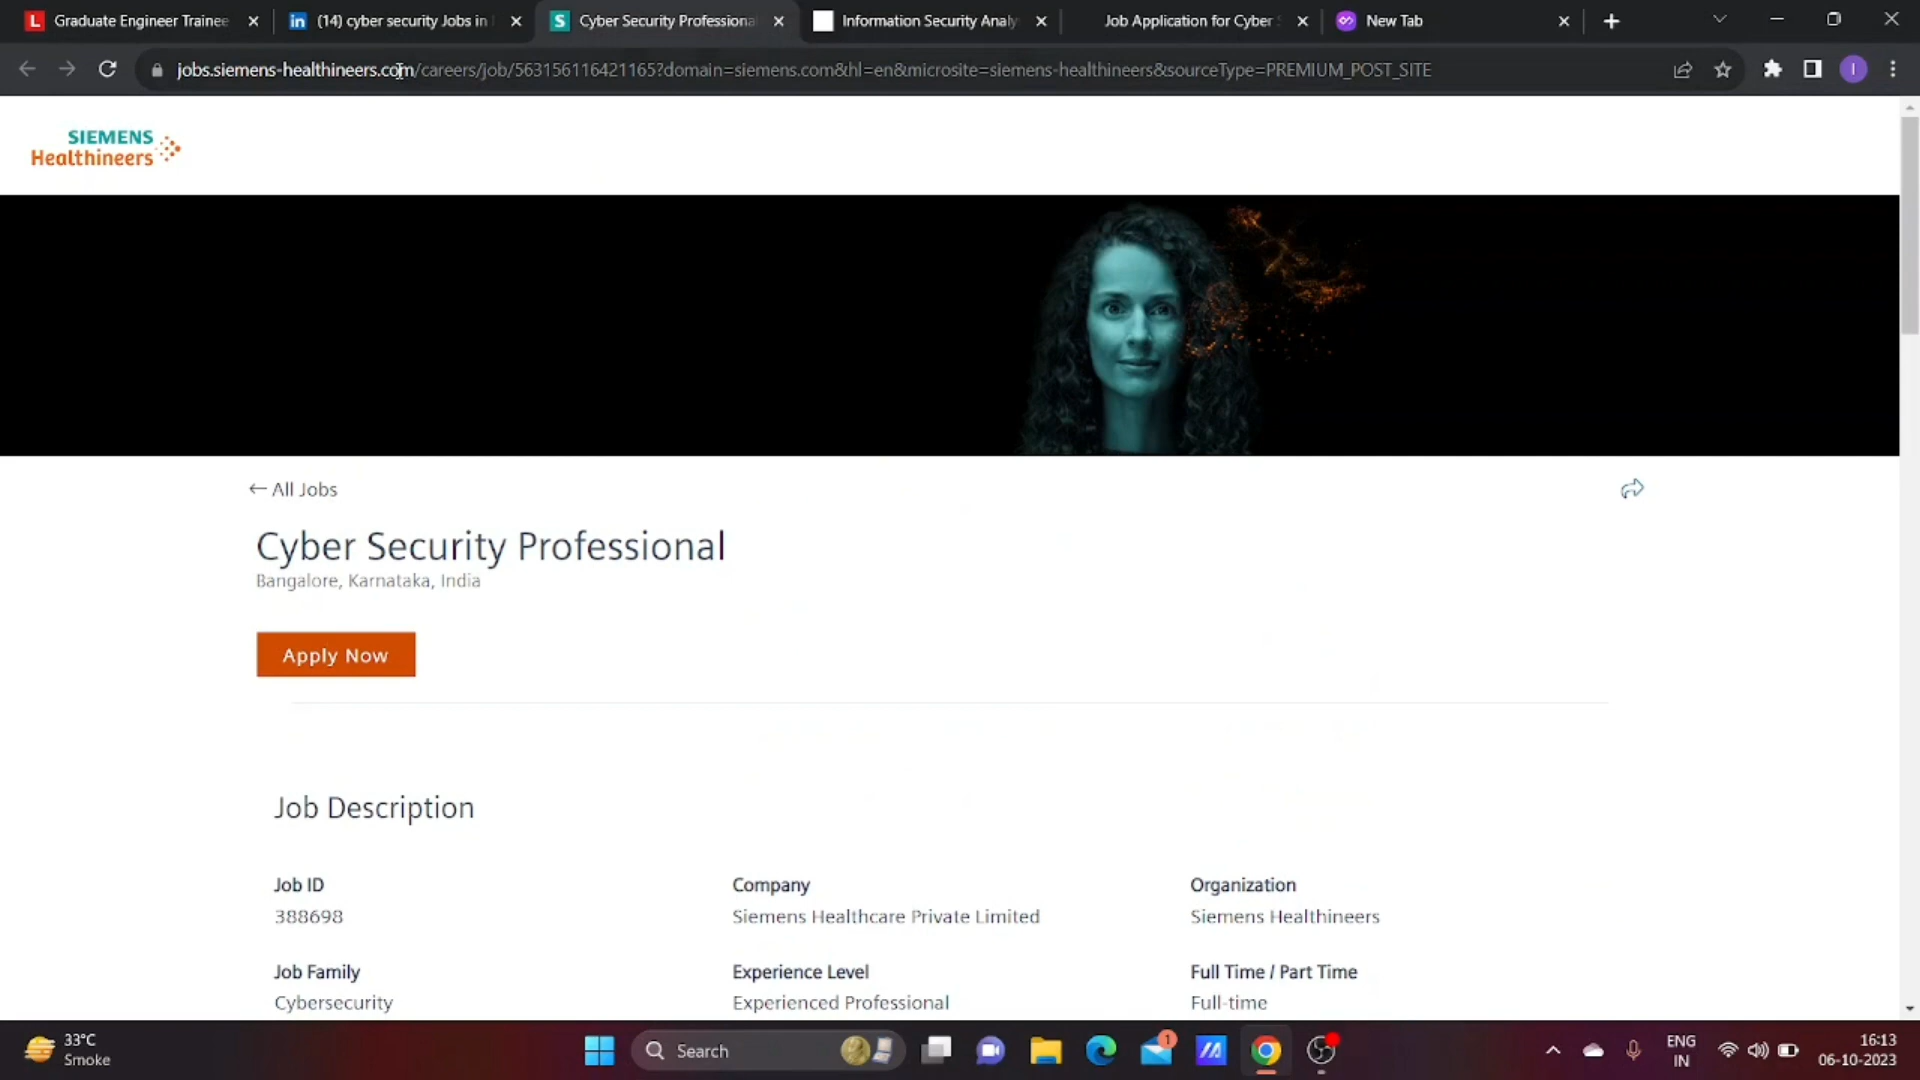 L Graduate Engineer Trainee
in (14) cyber security Jobs in
S Cyber Security Professiona
Information Security Analy
Job Application for Cyber
New Tab
jobs.siemens-healthineers.com/careers/job/563156116421165?domain=siemens.com&hl=en&microsite=siemens-healthineers&sourceType=PREMIUM_POST_SITE
I
SIEMENS
Healthineers
← All Jobs
Cyber Security Professional
Bangalore, Karnataka, India
Apply Now
Job Description
Job ID
388698
Company
Siemens Healthcare Private Limited
Organization
Siemens Healthineers
Job Family
Cybersecurity
Experience Level
Experienced Professional
Full Time / Part Time
Full-time
33°C
Smoke
Search
1
ENG
IN
16:13
06-10-2023